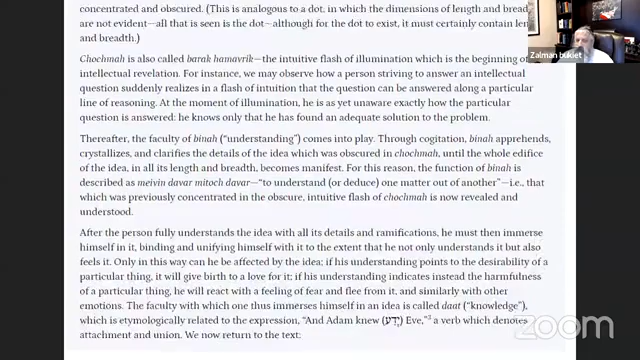 concentrated and obscured. (This is analogous to a dot, in which the dimensions of length and
are not evident—all that is seen is the dot—although for the dot to exist, it must certainly contain
and breadth.)
Chochmah is also called barak hamavrik—the intuitive flash of illumination which is the beginning of
intellectual revelation. For instance, we may observe how a person striving to answer an intellectual
question suddenly realizes in a flash of intuition that the question can be answered along a particular
line of reasoning. At the moment of illumination, he is as yet unaware exactly how the particular
question is answered: he knows only that he has found an adequate solution to the problem.
Thereafter, the faculty of binah (“understanding”) comes into play. Through cogitation, binah apprehends,
crystallizes, and clarifies the details of the idea which was obscured in chochmah, until the whole edifice
of the idea, in all its length and breadth, becomes manifest. For this reason, the function of binah is
described as meivin davar mitoch davar—“to understand (or deduce) one matter out of another”—i.e., that
which was previously concentrated in the obscure, intuitive flash of chochmah is now revealed and
understood.
After the person fully understands the idea with all its details and ramifications, he must then immerse
himself in it, binding and unifying himself with it to the extent that he not only understands it but also
feels it. Only in this way can he be affected by the idea; if his understanding points to the desirability of a
particular thing, it will give birth to a love for it; if his understanding indicates instead the harmfulness
of a particular thing, he will react with a feeling of fear and flee from it, and similarly with other
emotions. The faculty with which one thus immerses himself in an idea is called daat (“knowledge”),
which is etymologically related to the expression, “And Adam knew (יָדַע) Eve,”² a verb which denotes
attachment and union. We now return to the text:
Zalman bukiet
zoom